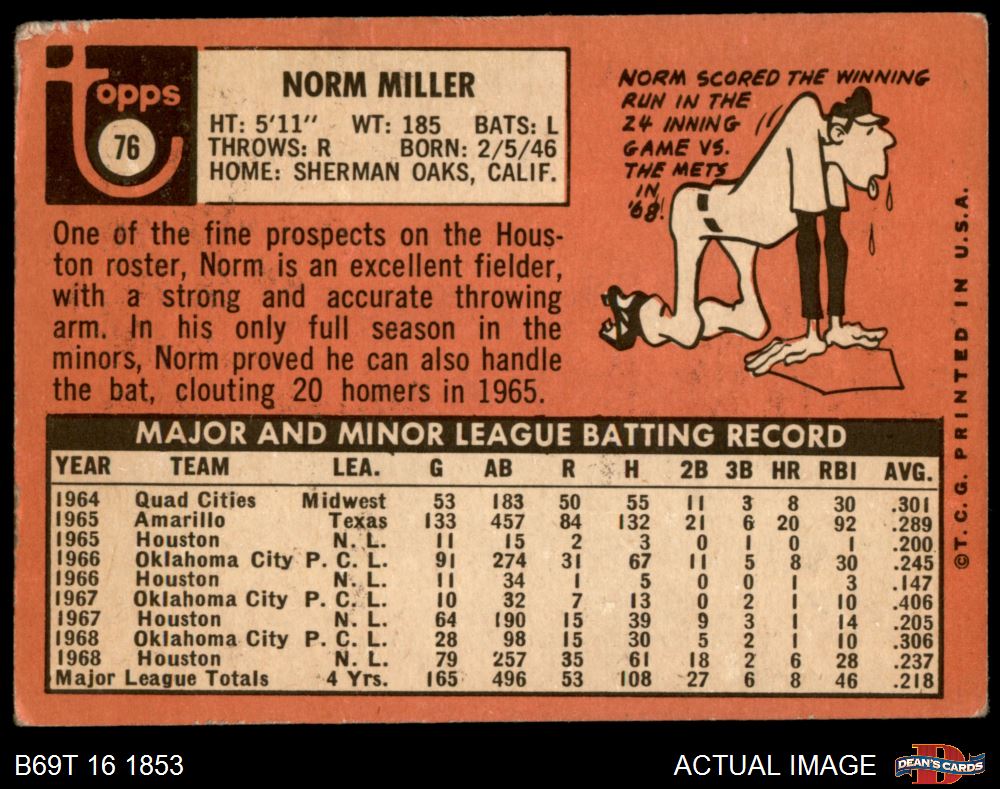 topps
76
NORM MILLER
HT: 5'11" WT: 185 BATS: L
THROWS: R BORN: 2/5/46
HOME: SHERMAN OAKS, CALIF.
NORM SCORED THE WINNING
RUN IN THE
24 INNING
GAME VS.
THE METS
IN
'68!
One of the fine prospects on the Hous-
ton roster, Norm is an excellent fielder,
with a strong and accurate throwing
arm. In his only full season in the
minors, Norm proved he can also handle
the bat, clouting 20 homers in 1965.
MAJOR AND MINOR LEAGUE BATTING RECORD
YEAR TEAM LEA. G AB R H 2B 3B HR RBI AVG.
1964 Quad Cities Midwest 53 183 50 55 11 3 8 30 .301
1965 Amarillo Texas 133 457 84 132 21 6 20 92 .289
1965 Houston N. L. 11 15 2 3 0 1 0 1 .200
1966 Oklahoma City P. C. L. 91 274 31 67 11 5 8 30 .245
1966 Houston N. L. 11 34 1 5 0 0 1 3 .147
1967 Oklahoma City P. C. L. 10 32 7 13 0 2 1 10 .406
1967 Houston N. L. 64 190 15 39 9 3 1 14 .205
1968 Oklahoma City P. C. L. 28 98 15 30 5 2 1 10 .306
1968 Houston N. L. 79 257 35 61 18 2 6 28 .237
Major League Totals 4 Yrs. 165 496 53 108 27 6 8 46 .218
©T. C. G. PRINTED IN U.S.A.
B69T 16 1853
ACTUAL IMAGE
D
DEAN'S CARDS